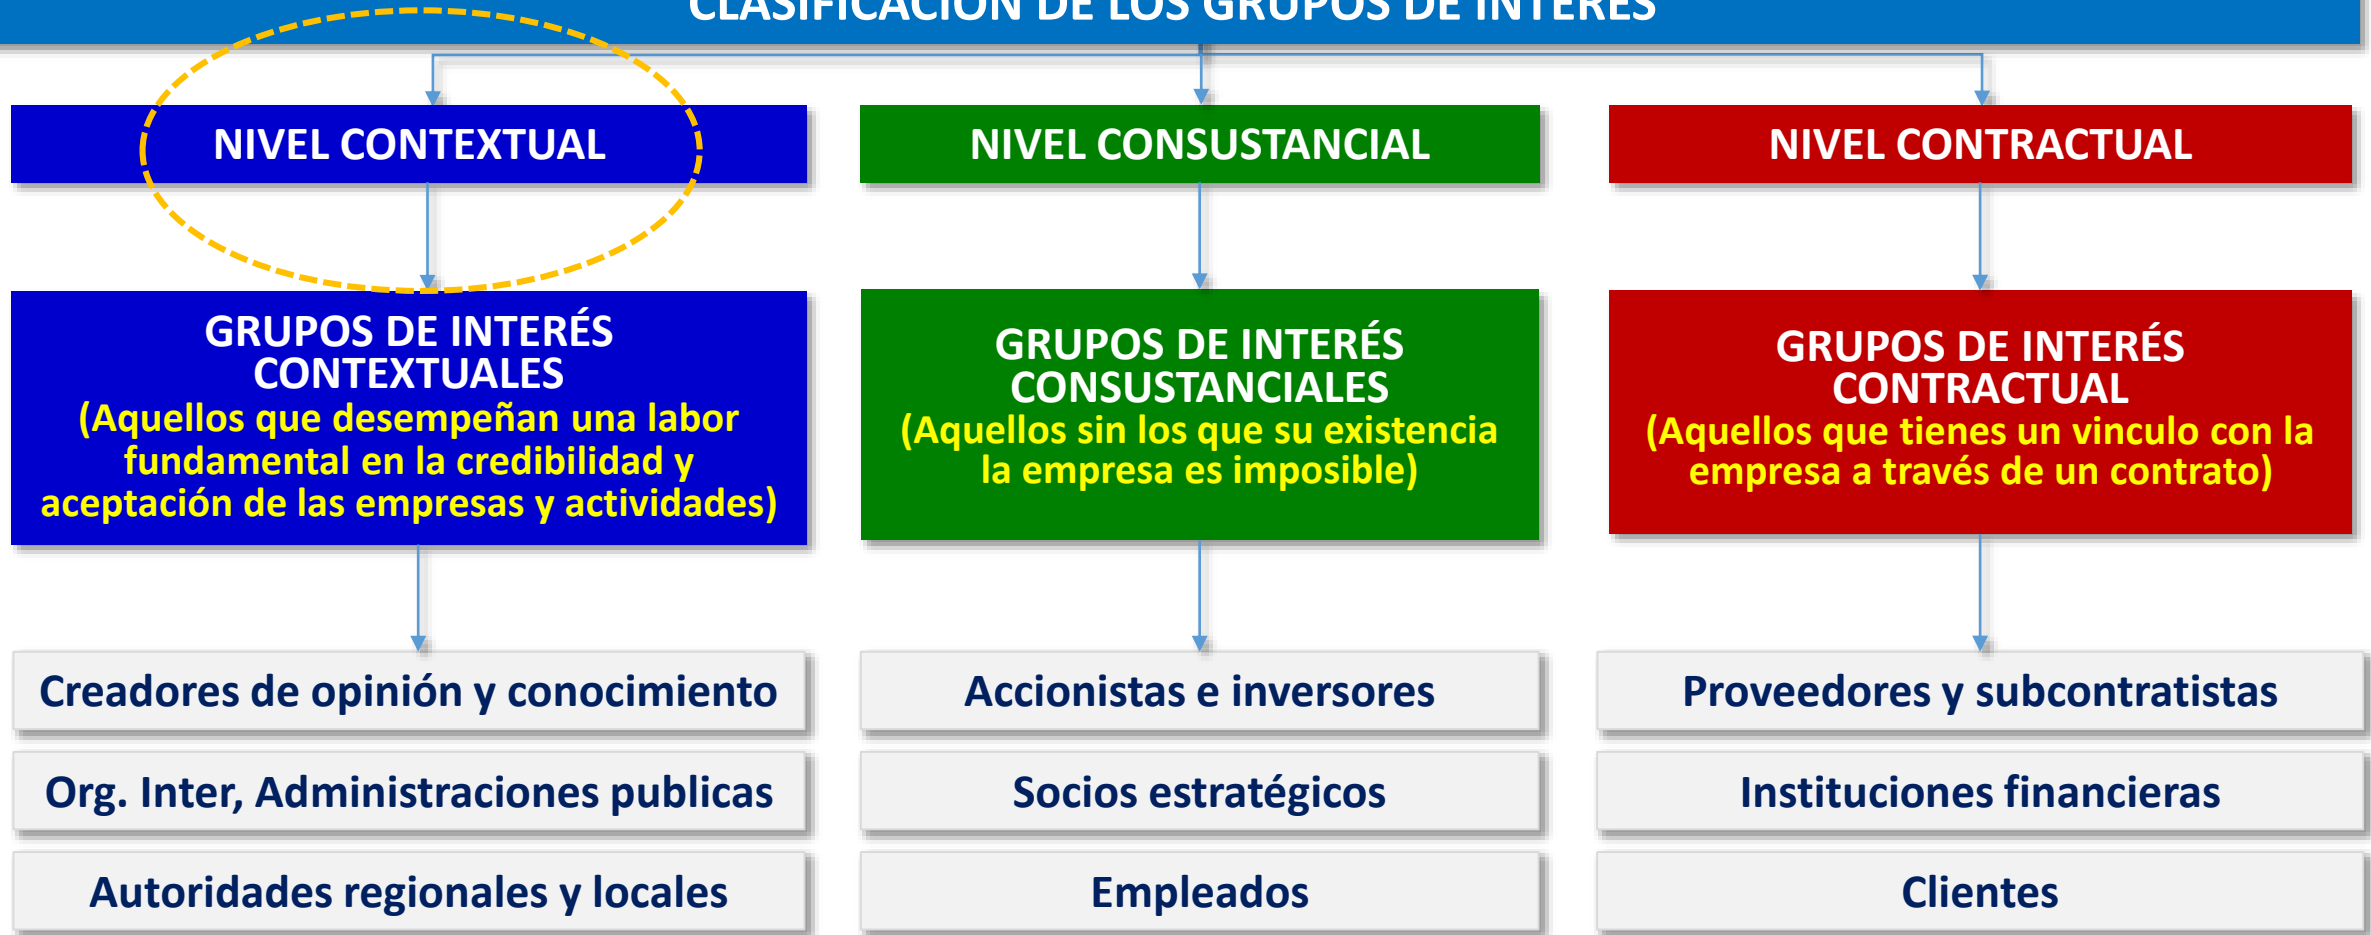 CLASIFICACIÓN DE LOS GRUPOS DE INTERÉS
NIVEL CONTEXTUAL
NIVEL CONSUSTANCIAL
NIVEL CONTRACTUAL
GRUPOS DE INTERÉS
CONTEXTUALES
(Aquellos que desempeñan una labor
fundamental en la credibilidad y
aceptación de las empresas y actividades)
GRUPOS DE INTERÉS
CONSUSTANCIALES
(Aquellos sin los que su existencia
la empresa es imposible)
GRUPOS DE INTERÉS
CONTRACTUAL
(Aquellos que tienes un vinculo con la
empresa a través de un contrato)
Creadores de opinión y conocimiento
Accionistas e inversores
Proveedores y subcontratistas
Org. Inter, Administraciones publicas
Socios estratégicos
Instituciones financieras
Autoridades regionales y locales
Empleados
Clientes